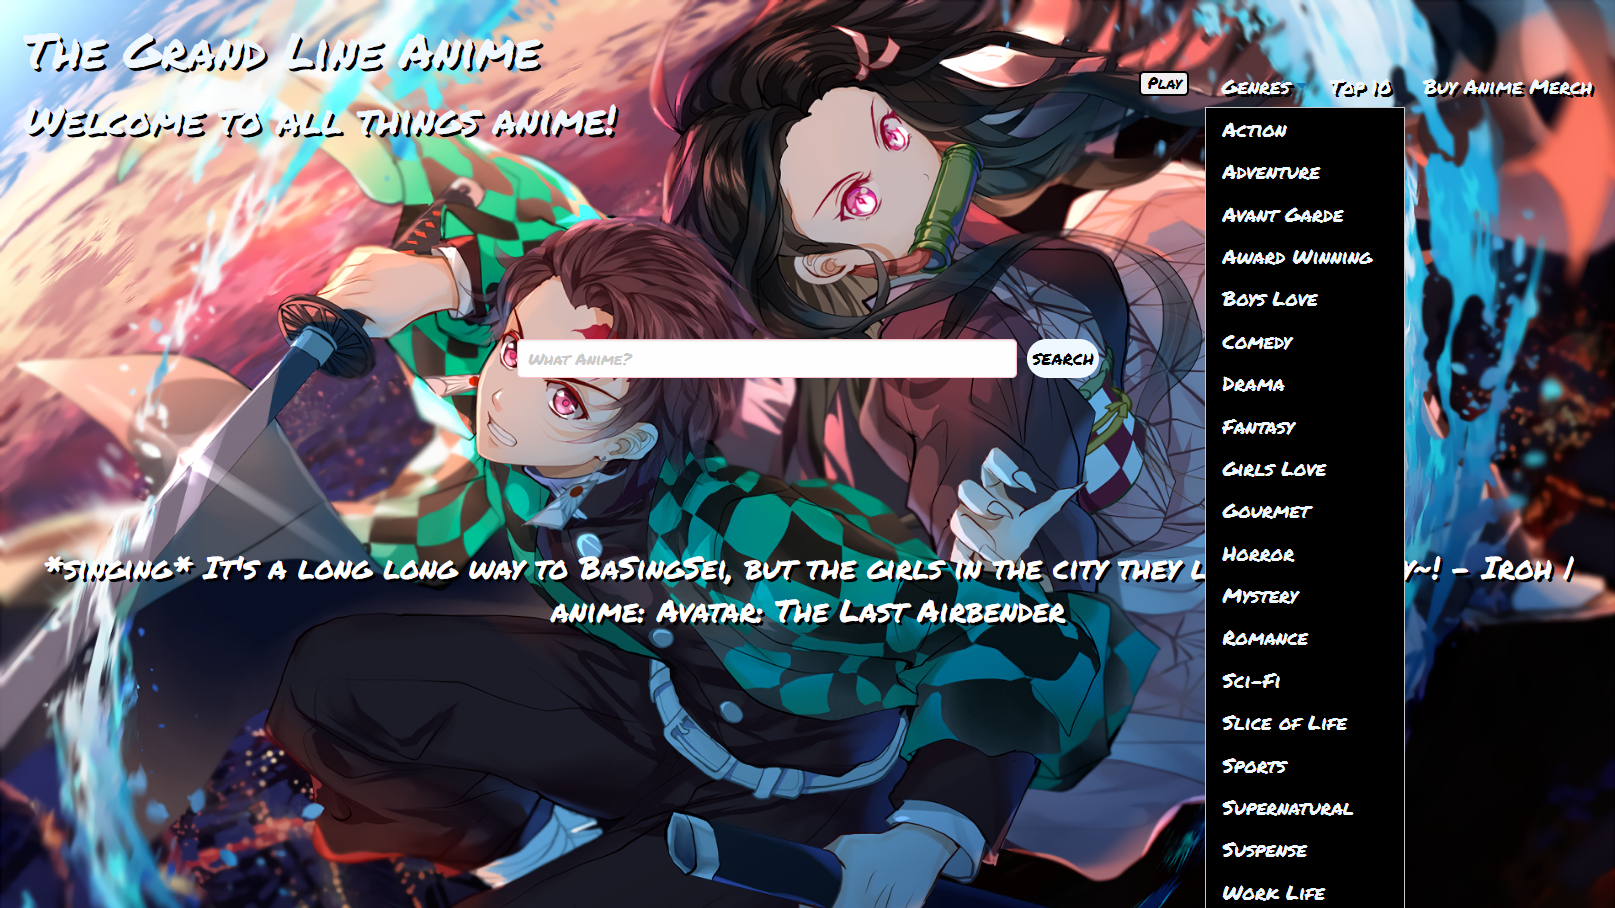 The Grand Line Anime
Welcome to all things anime!
Play
Genres
Top 10
Buy Anime Merch
Action
Adventure
Avant Garde
Award Winning
Boys Love
Comedy
Drama
Fantasy
Girls Love
Gourmet
Horror
Mystery
Romance
Sci-Fi
Slice of Life
Sports
Supernatural
Suspense
Work Life
What Anime?
SEARCH
*singing* It's a long long way to BaSingSei, but the girls in the city they ~! - Iroh |
anime: Avatar: The Last Airbender